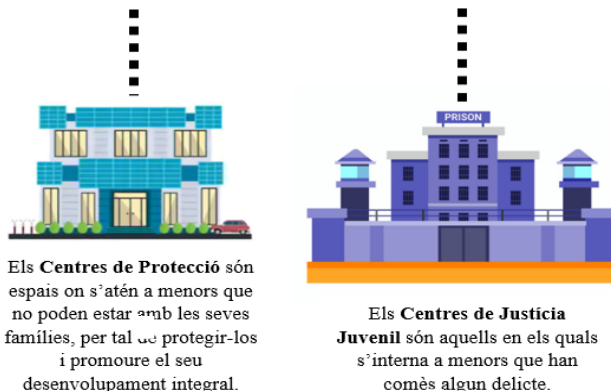 Els Centres de Protecció són
espais on s'atén a menors que
no poden estar amb les seves
famílies, per tal de protegir-los
i promoure el seu
desenvolupament integral.
PRISON
Els Centres de Justícia
Juvenil són aquells en els quals
s'interna a menors que han
comès algun delicte.